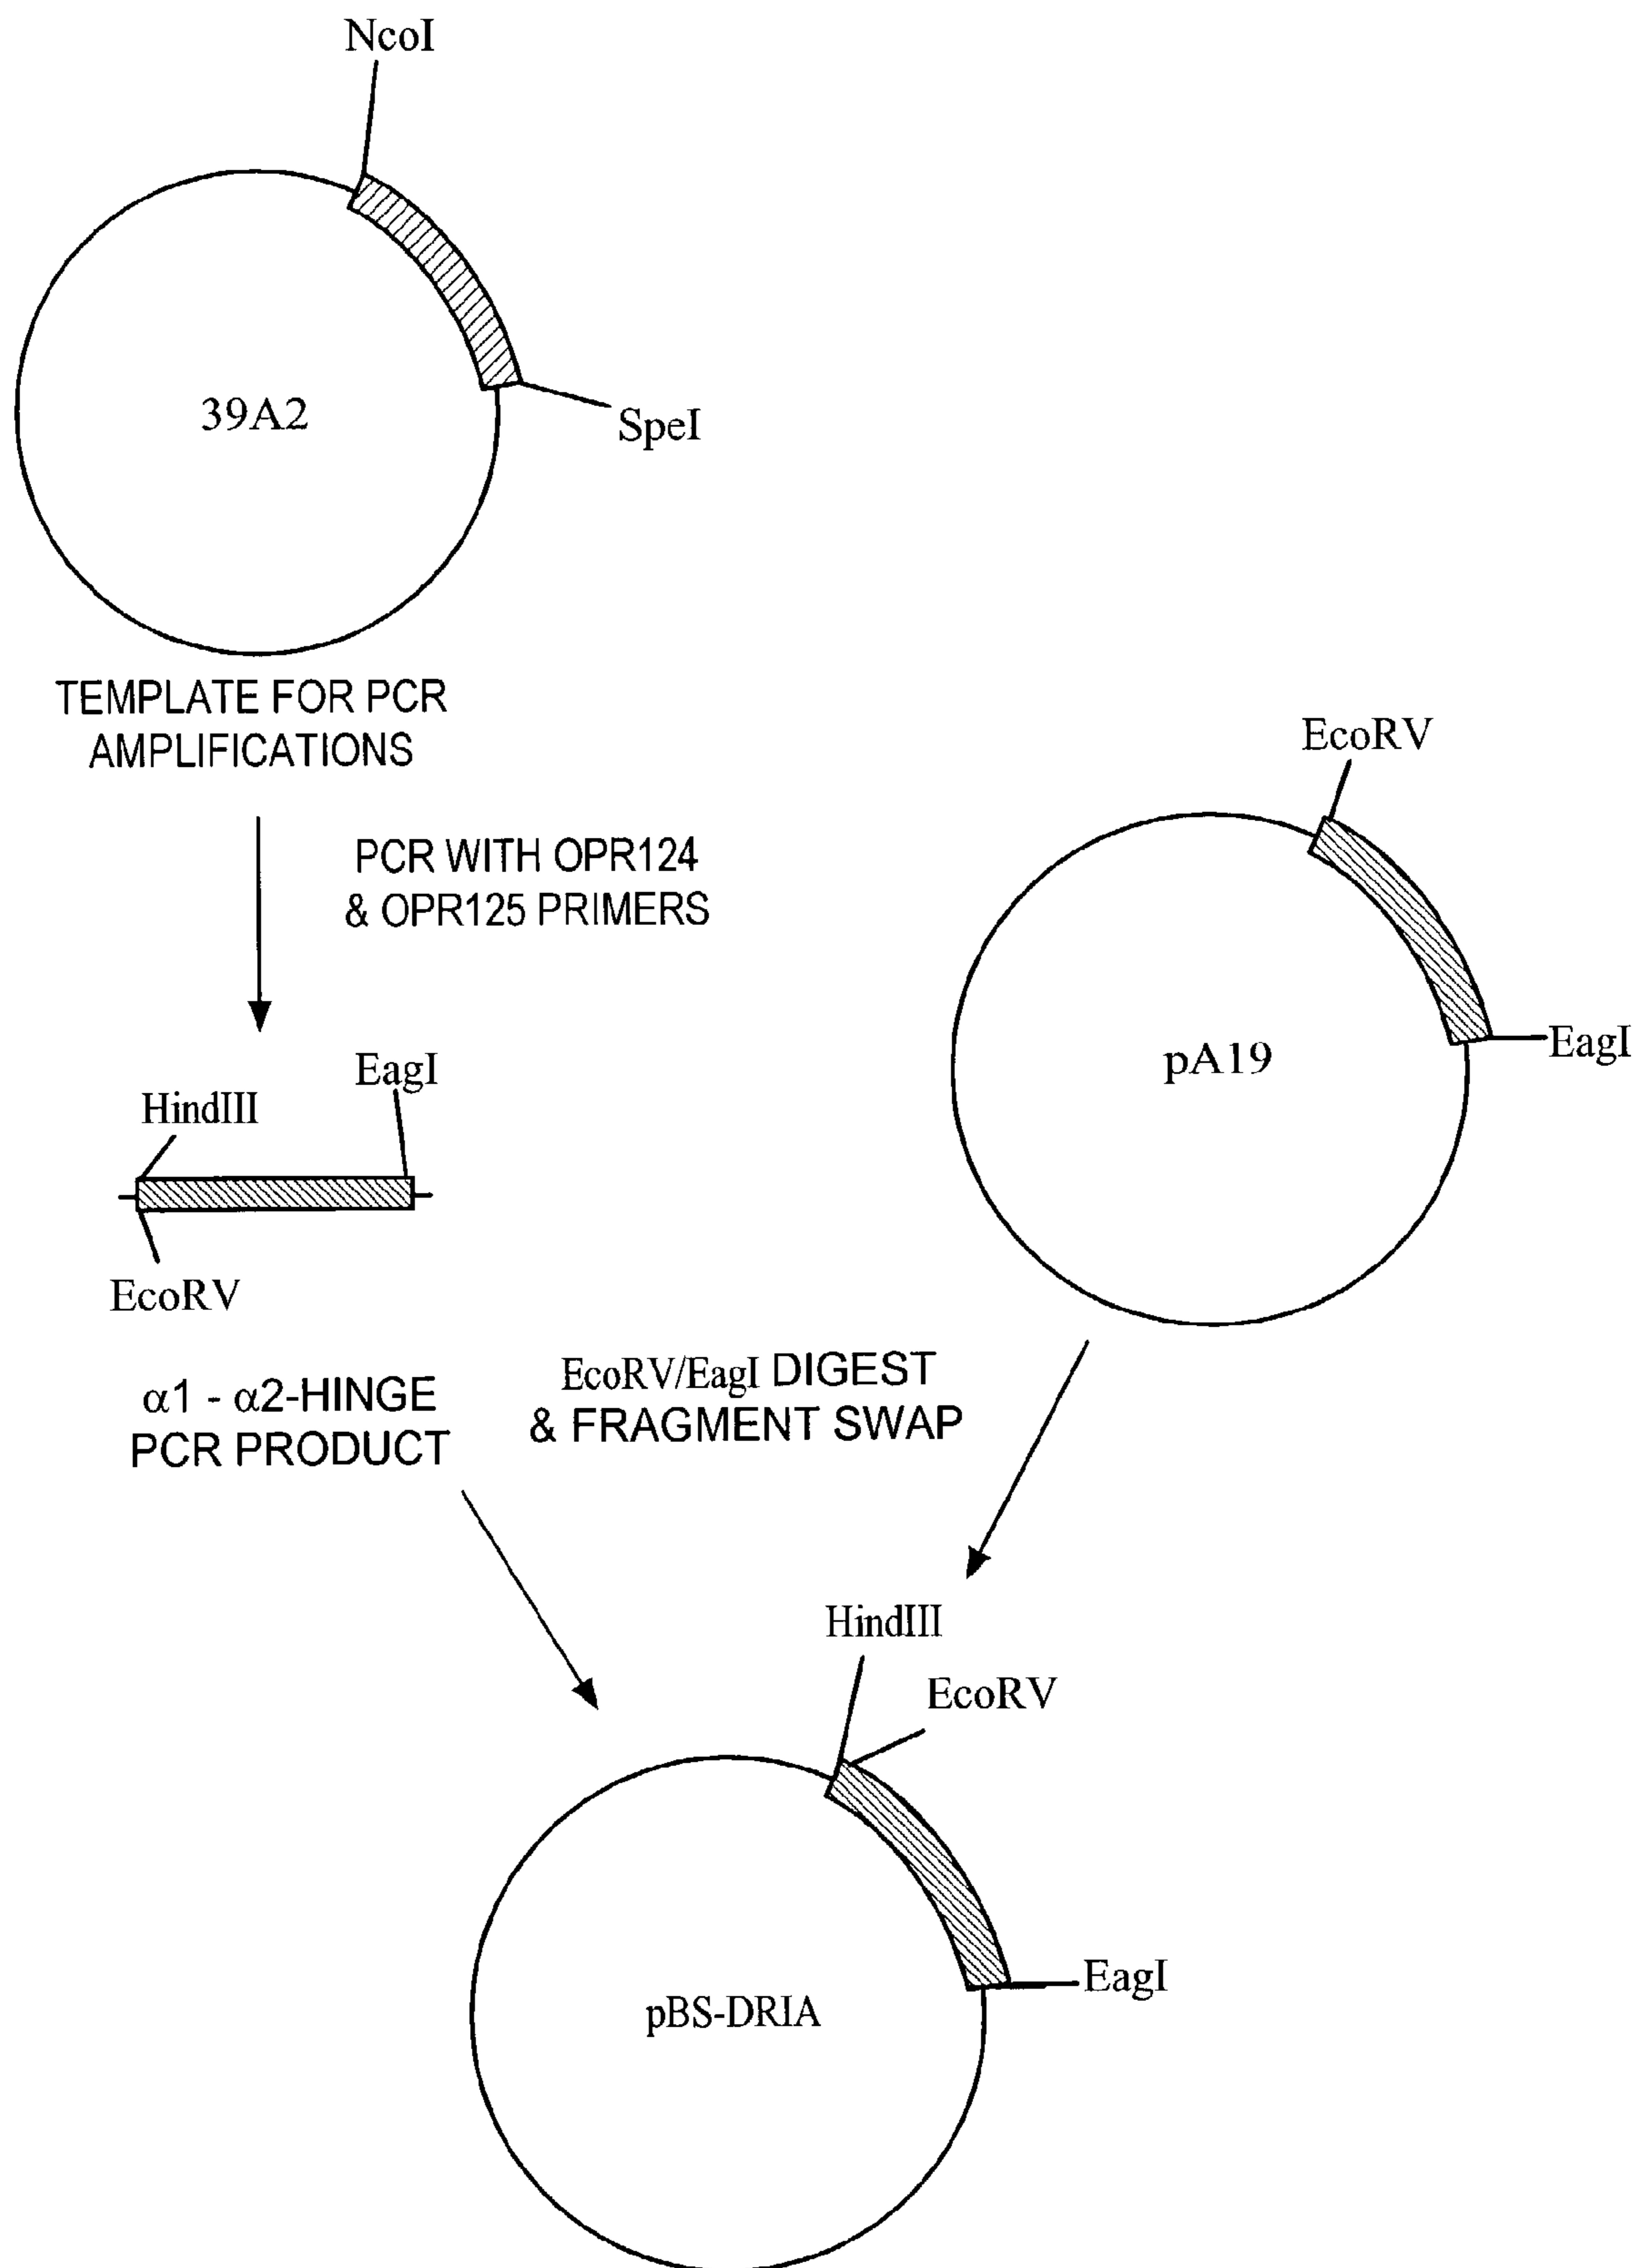 NcoI
39A2
SpeI
TEMPLATE FOR PCR
AMPLIFICATIONS
PCR WITH OPR124
& OPR125 PRIMERS
EcoRV
pA19
EagI
EagI
HindIII
EcoRV
α1 - α2-HINGE
PCR PRODUCT
EcoRV/EagI DIGEST
& FRAGMENT SWAP
HindIII
EcoRV
EagI
pBS-DRIA